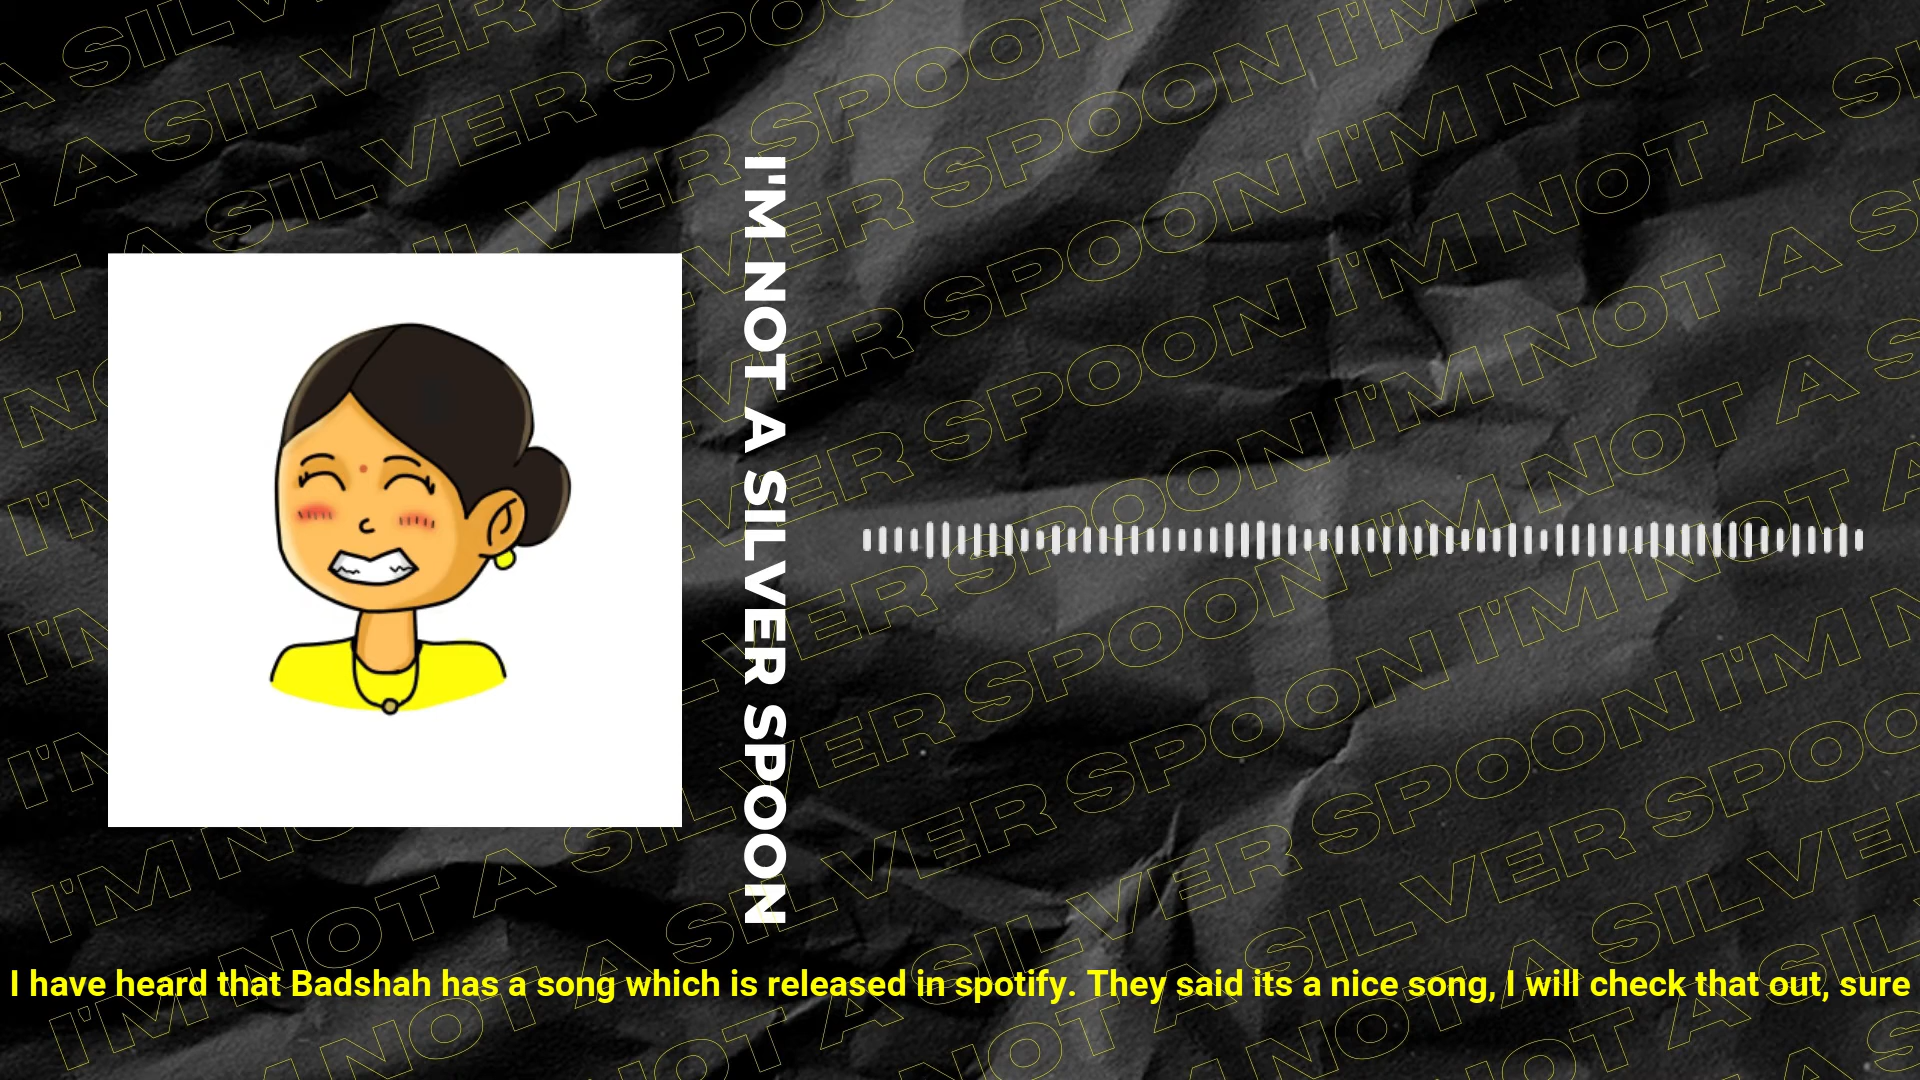 I'M NOT A SILVER SPOON
I have heard that Badshah has a song which is released in spotify. They said its a nice song, I will check that out, sure